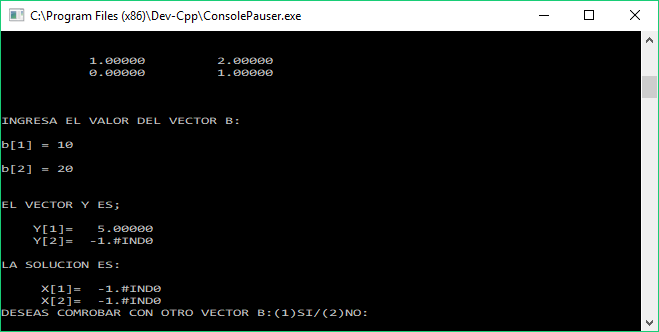 C:\Program Files (x86)\Dev-Cpp\ConsolePauser.exe
1.00000 2.00000
0.00000 1.00000
INGRESA EL VALOR DEL VECTOR B:
b[1] = 10
b[2] = 20
EL VECTOR Y ES;
Y[1]= 5.00000
Y[2]= -1.#IND0
LA SOLUCION ES:
X[1]= -1.#IND0
X[2]= -1.#IND0
DESEAS COMROBAR CON OTRO VECTOR B:(1)SI/(2)NO: